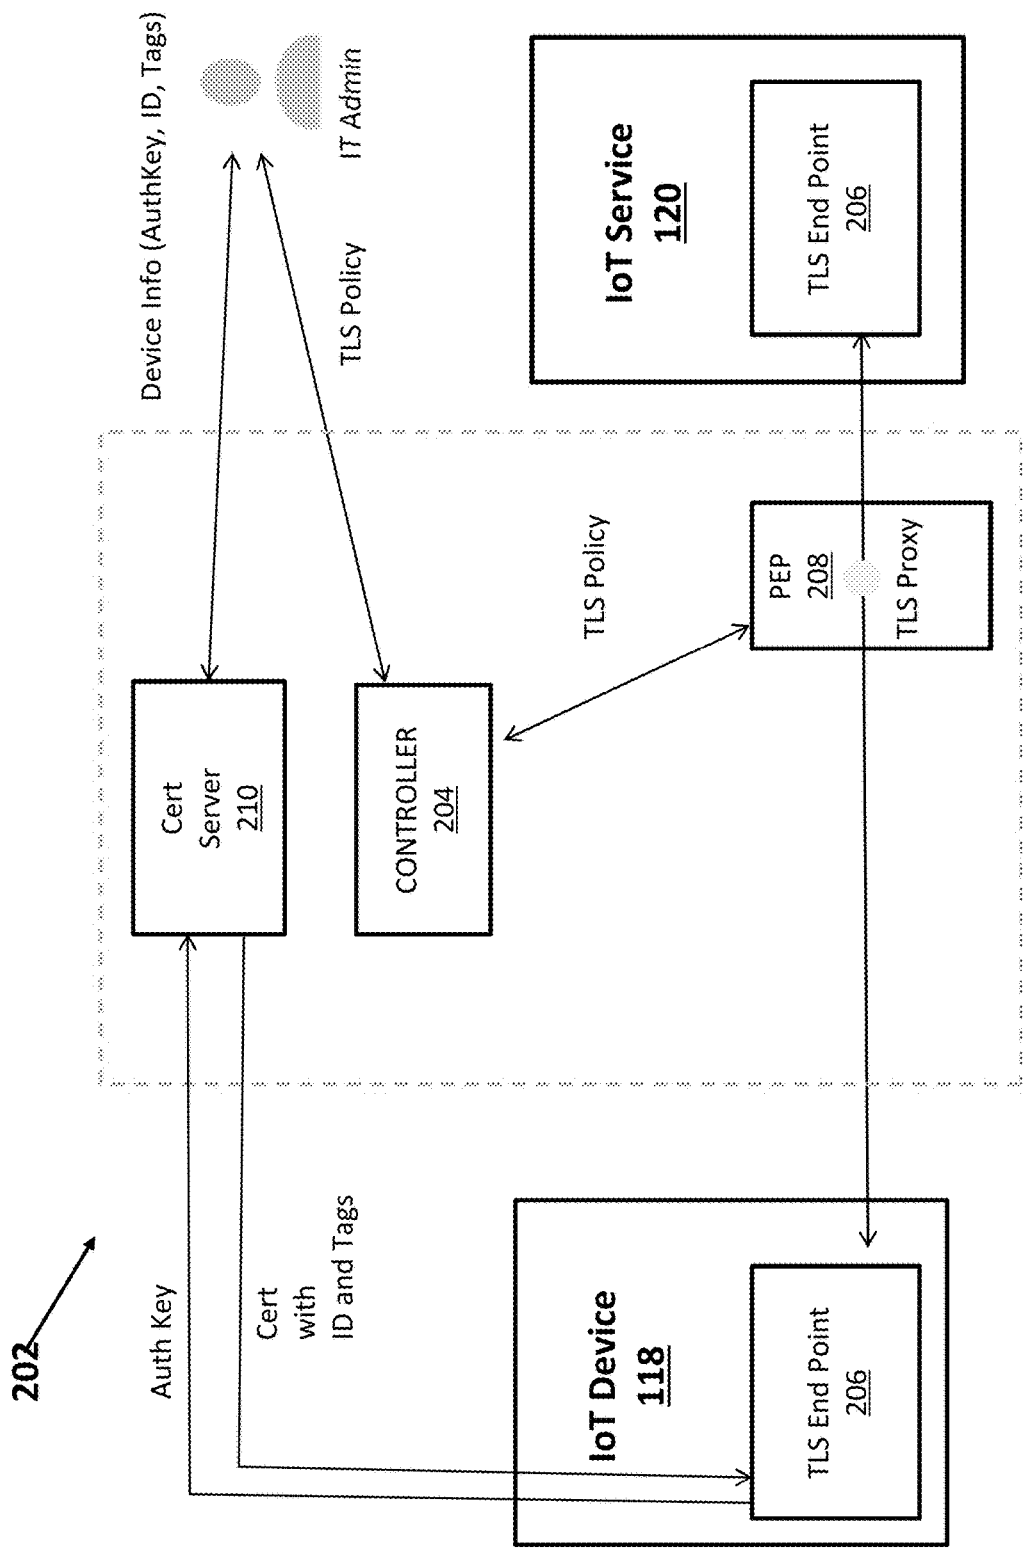 202
Auth Key
Cert
with
ID and Tags
Cert
Server
210
CONTROLLER
204
Device Info (AuthKey, ID, Tags)
IT Admin
TLS Policy
TLS Policy
IoT Device
118
TLS End Point
206
PEP
208
TLS Proxy
IoT Service
120
TLS End Point
206